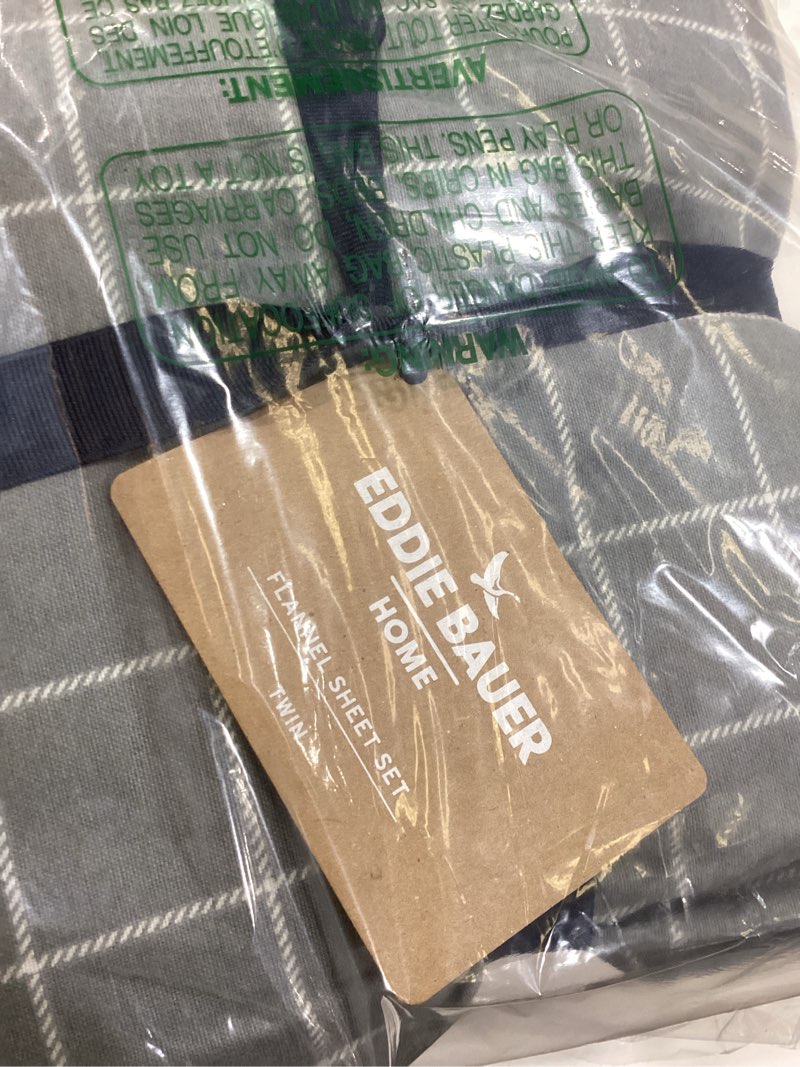 EDDIE BAUER
HOME
FLANNEL SHEET SET
TWIN
WARNING:
KEEP THIS PLASTIC BAG AWAY FROM
BABIES AND CHILDREN. DO NOT USE
THIS BAG IN CRIBS, CARRIAGES
OR PLAY PENS. THIS BAG IS NOT A TOY.
AVERTISSEMENT: